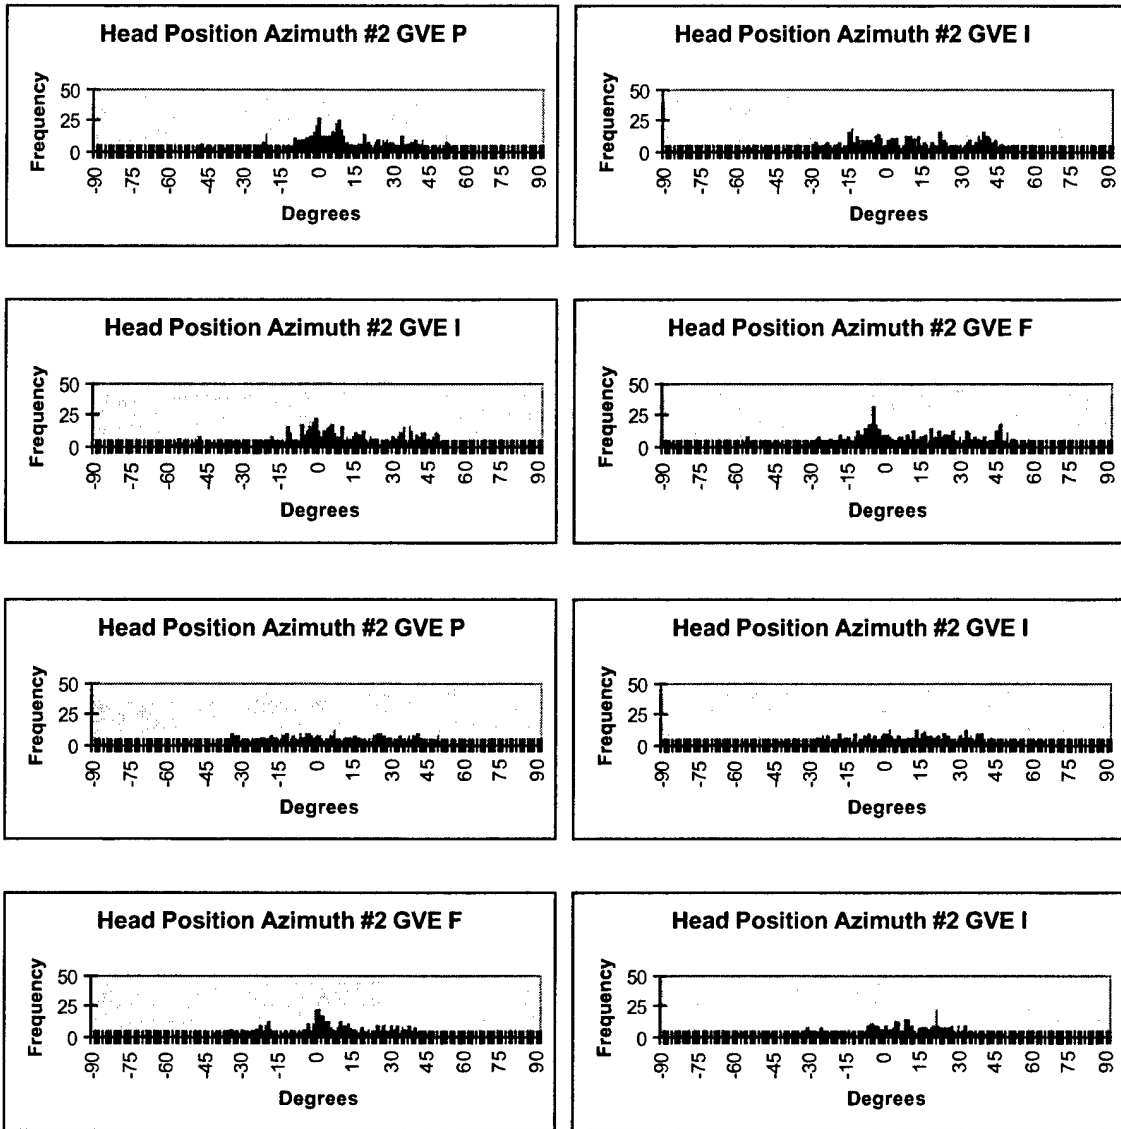 Head Position Azimuth #2 GVE P
Frequency
50
25
0
-90 -75 -60 -45 -30 -15 0 15 30 45 60 75 90
Degrees
Head Position Azimuth #2 GVE I
Frequency
50
25
0
-90 -75 -60 -45 -30 -15 0 15 30 45 60 75 90
Degrees
Head Position Azimuth #2 GVE I
Frequency
50
25
0
-90 -75 -60 -45 -30 -15 0 15 30 45 60 75 90
Degrees
Head Position Azimuth #2 GVE F
Frequency
50
25
0
-90 -75 -60 -45 -30 -15 0 15 30 45 60 75 90
Degrees
Head Position Azimuth #2 GVE P
Frequency
50
25
0
-90 -75 -60 -45 -30 -15 0 15 30 45 60 75 90
Degrees
Head Position Azimuth #2 GVE I
Frequency
50
25
0
-90 -75 -60 -45 -30 -15 0 15 30 45 60 75 90
Degrees
Head Position Azimuth #2 GVE F
Frequency
50
25
0
-90 -75 -60 -45 -30 -15 0 15 30 45 60 75 90
Degrees
Head Position Azimuth #2 GVE I
Frequency
50
25
0
-90 -75 -60 -45 -30 -15 0 15 30 45 60 75 90
Degrees